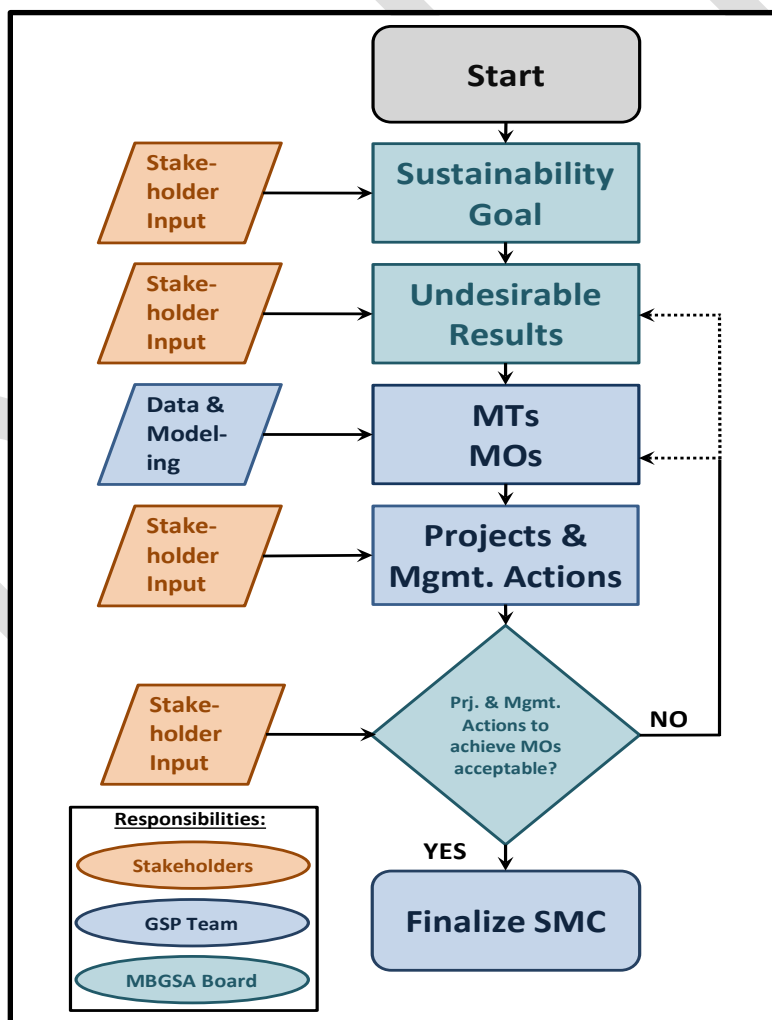 Start
Stake-
holder
Input
Sustainability
Goal
Stake-
holder
Input
Undesirable
Results
Data &
Model-
ing
MTs
MOs
Stake-
holder
Input
Projects &
Mgmt. Actions
Stake-
holder
Input
Prj. & Mgmt.
Actions to
achieve MOs
acceptable?
NO
YES
Finalize SMC
Responsibilities:
Stakeholders
GSP Team
MBGSA Board